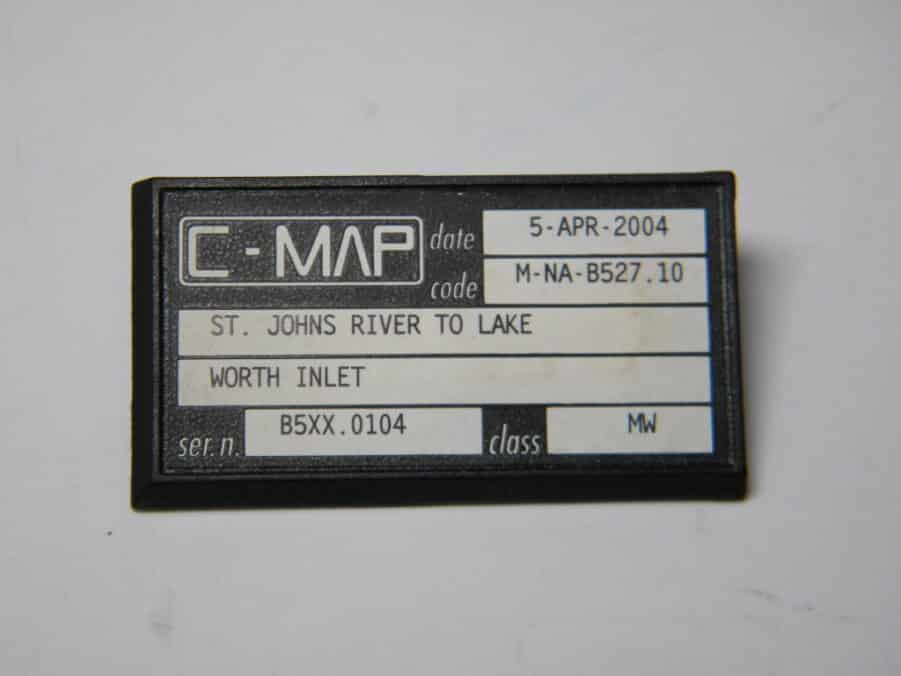 C-MAP
date 5-APR-2004
code M-NA-B527.10
ST. JOHNS RIVER TO LAKE
WORTH INLET
ser. n. B5XX.0104 class MW